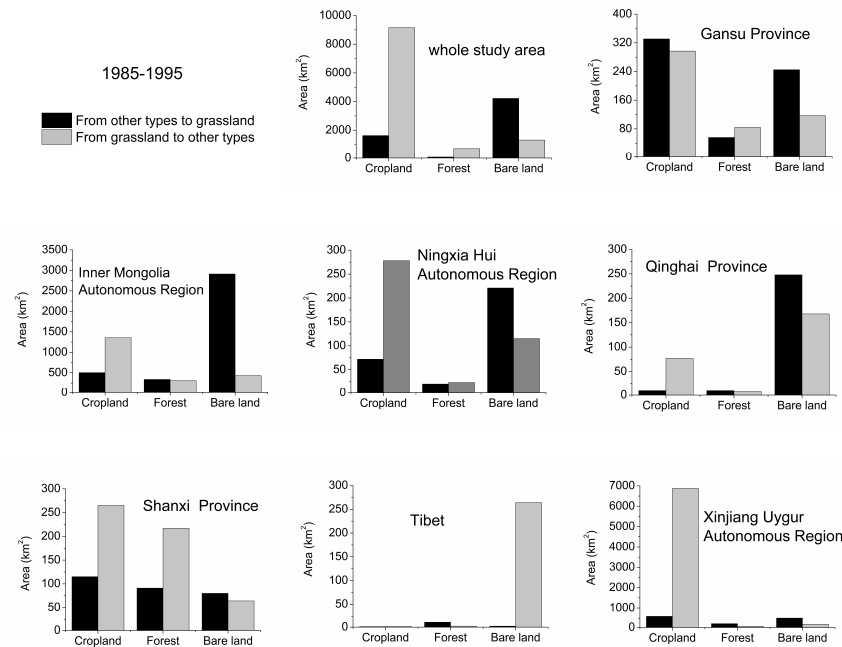 1985-1995
From other types to grassland
From grassland to other types
whole study area
Area (km²)
10000
8000
6000
4000
2000
0
Cropland Forest Bare land
Gansu Province
Area (km²)
400
320
240
160
80
0
Cropland Forest Bare land
Inner Mongolia
Autonomous Region
Area (km²)
3500
3000
2500
2000
1500
1000
500
0
Cropland Forest Bare land
Ningxia Hui
Autonomous Region
Area (km²)
300
250
200
150
100
50
0
Cropland Forest Bare land
Qinghai Province
Area (km²)
300
250
200
150
100
50
0
Cropland Forest Bare land
Shanxi Province
Area (km²)
300
250
200
150
100
50
0
Cropland Forest Bare land
Tibet
Area (km²)
300
250
200
150
100
50
0
Cropland Forest Bare land
Xinjiang Uygur
Autonomous Region
Area (km²)
7000
6000
5000
4000
3000
2000
1000
0
Cropland Forest Bare land